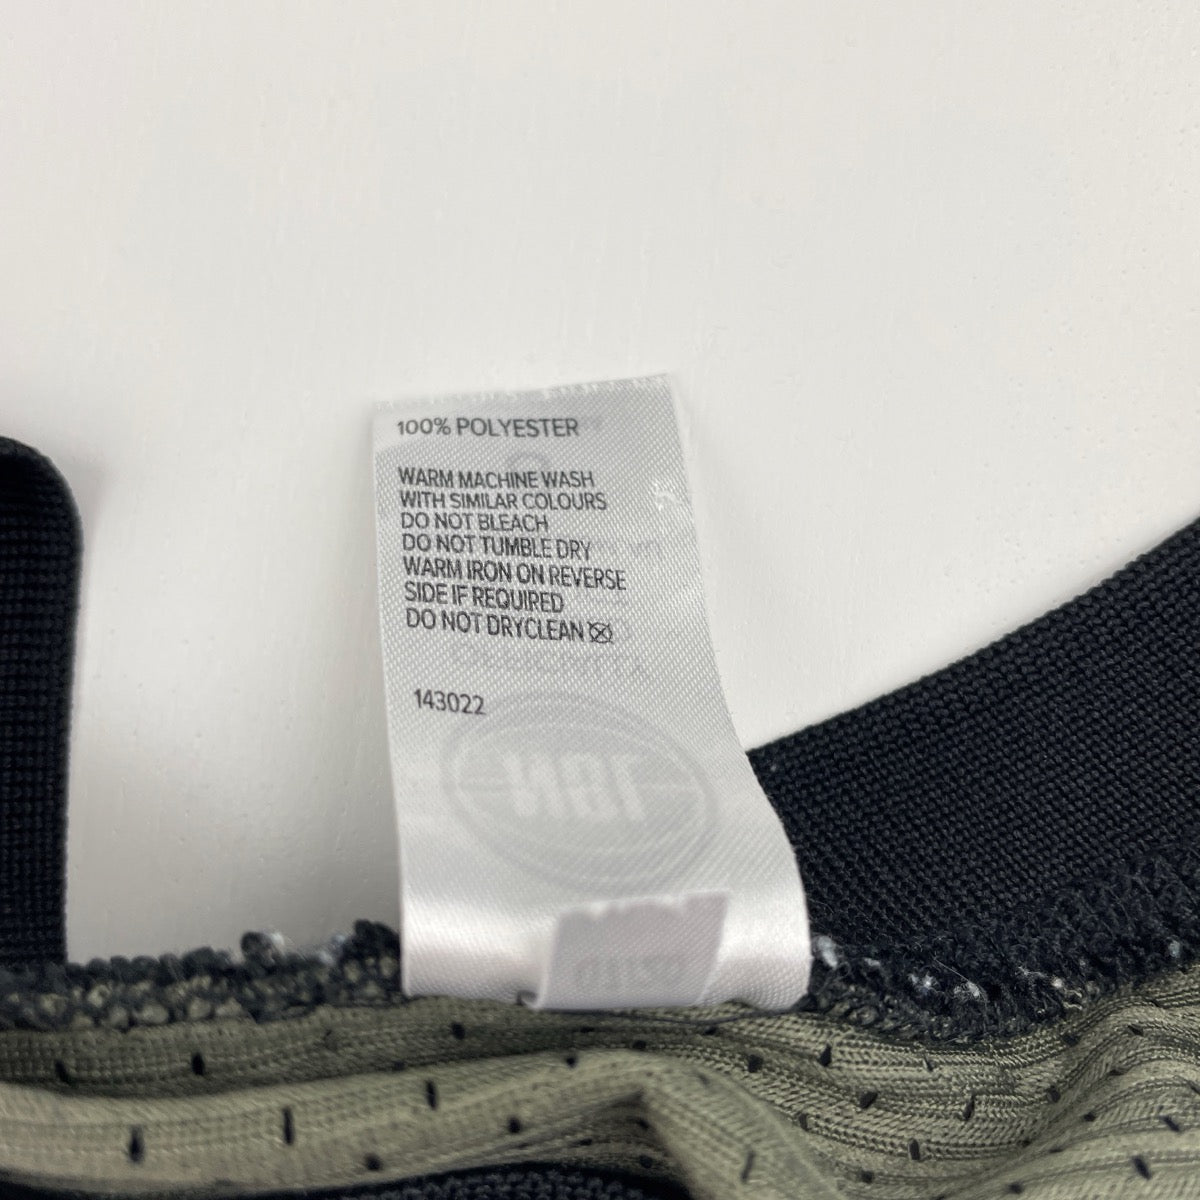 100% POLYESTER
WARM MACHINE WASH
WITH SIMILAR COLOURS
DO NOT BLEACH
DO NOT TUMBLE DRY
WARM IRON ON REVERSE
SIDE IF REQUIRED
DO NOT DRYCLEAN
143022